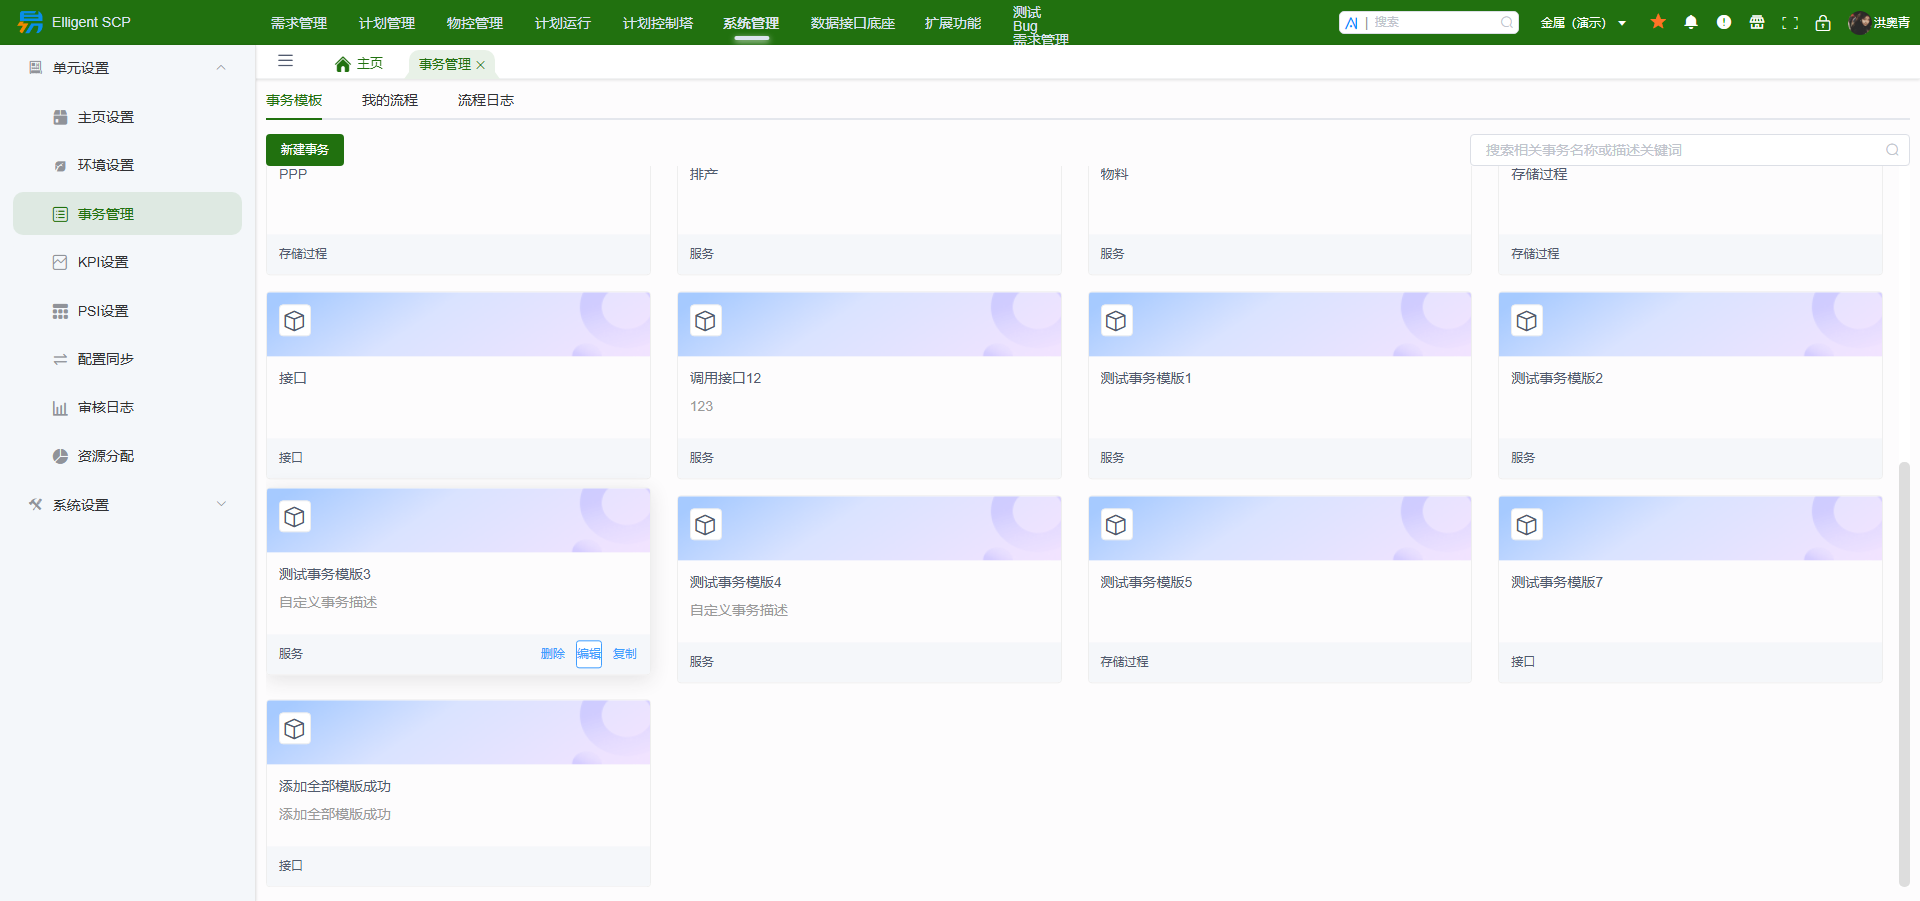 Elligent SCP
需求管理
计划管理
物控管理
计划运行
计划控制塔
系统管理
数据接口底座
扩展功能
测试
Bug
需求管理
AI | 搜索
金属（演示）
洪奥青
单元设置
主页设置
环境设置
事务管理
KPI设置
PSI设置
配置同步
审核日志
资源分配
系统设置
主页
事务管理
事务模板
我的流程
流程日志
新建事务
搜索相关事务名称或描述关键词
PPP
排产
物料
存储过程
存储过程
服务
服务
存储过程
接口
调用接口12
测试事务模版1
测试事务模版2
123
接口
服务
服务
服务
测试事务模版3
自定义事务描述
服务
删除
编辑
复制
测试事务模版4
自定义事务描述
服务
测试事务模版5
存储过程
测试事务模版7
接口
添加全部模版成功
添加全部模版成功
接口